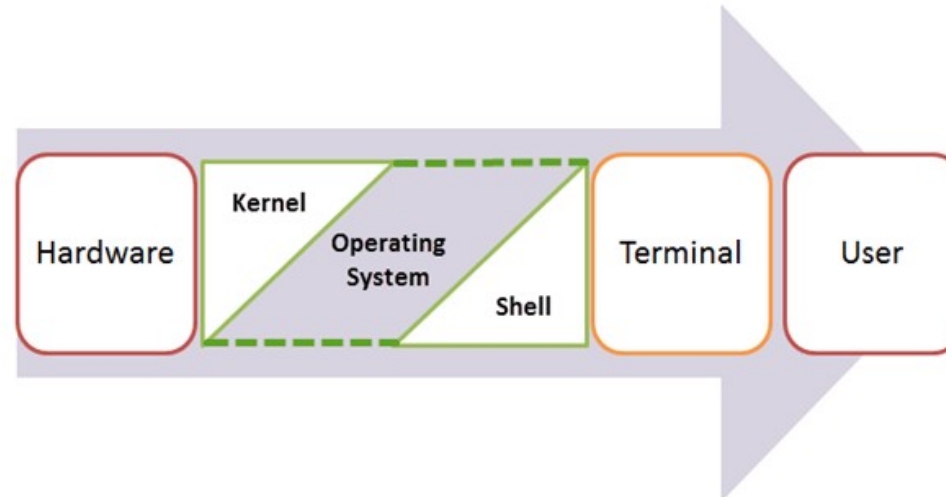 Hardware
Kernel
Operating
System
Shell
Terminal
User